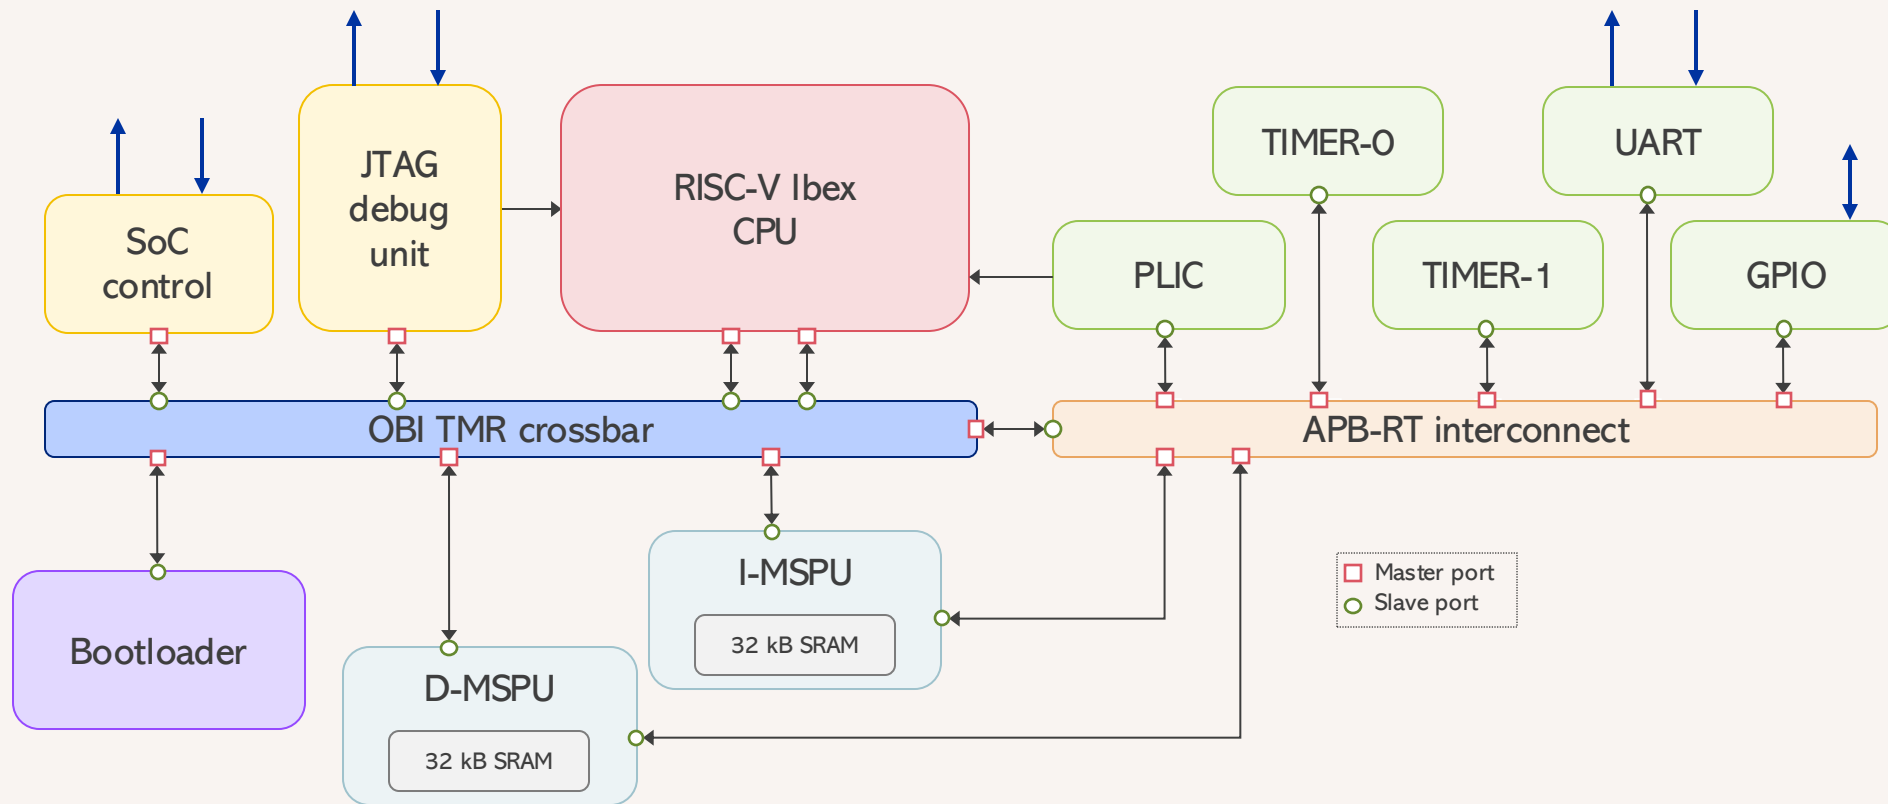 SoC
control
JTAG
debug
unit
RISC-V Ibex
CPU
PLIC
TIMER-0
TIMER-1
UART
GPIO
OBI TMR crossbar
APB-RT interconnect
Bootloader
D-MSPU
32 kB SRAM
I-MSPU
32 kB SRAM
Master port
Slave port